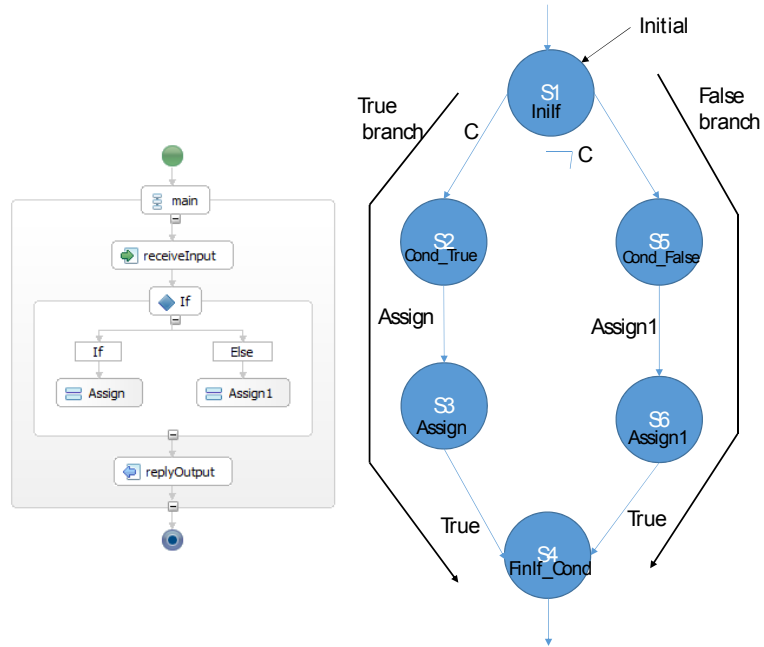 main
receiveInput
If
If
Else
Assign
Assign1
replyOutput
Initial
True
branch
False
branch
S1
IniIf
C
¬ C
S2
Cond_True
S5
Cond_False
Assign
Assign1
S3
Assign
S6
Assign1
True
True
S4
FinIf_Cond